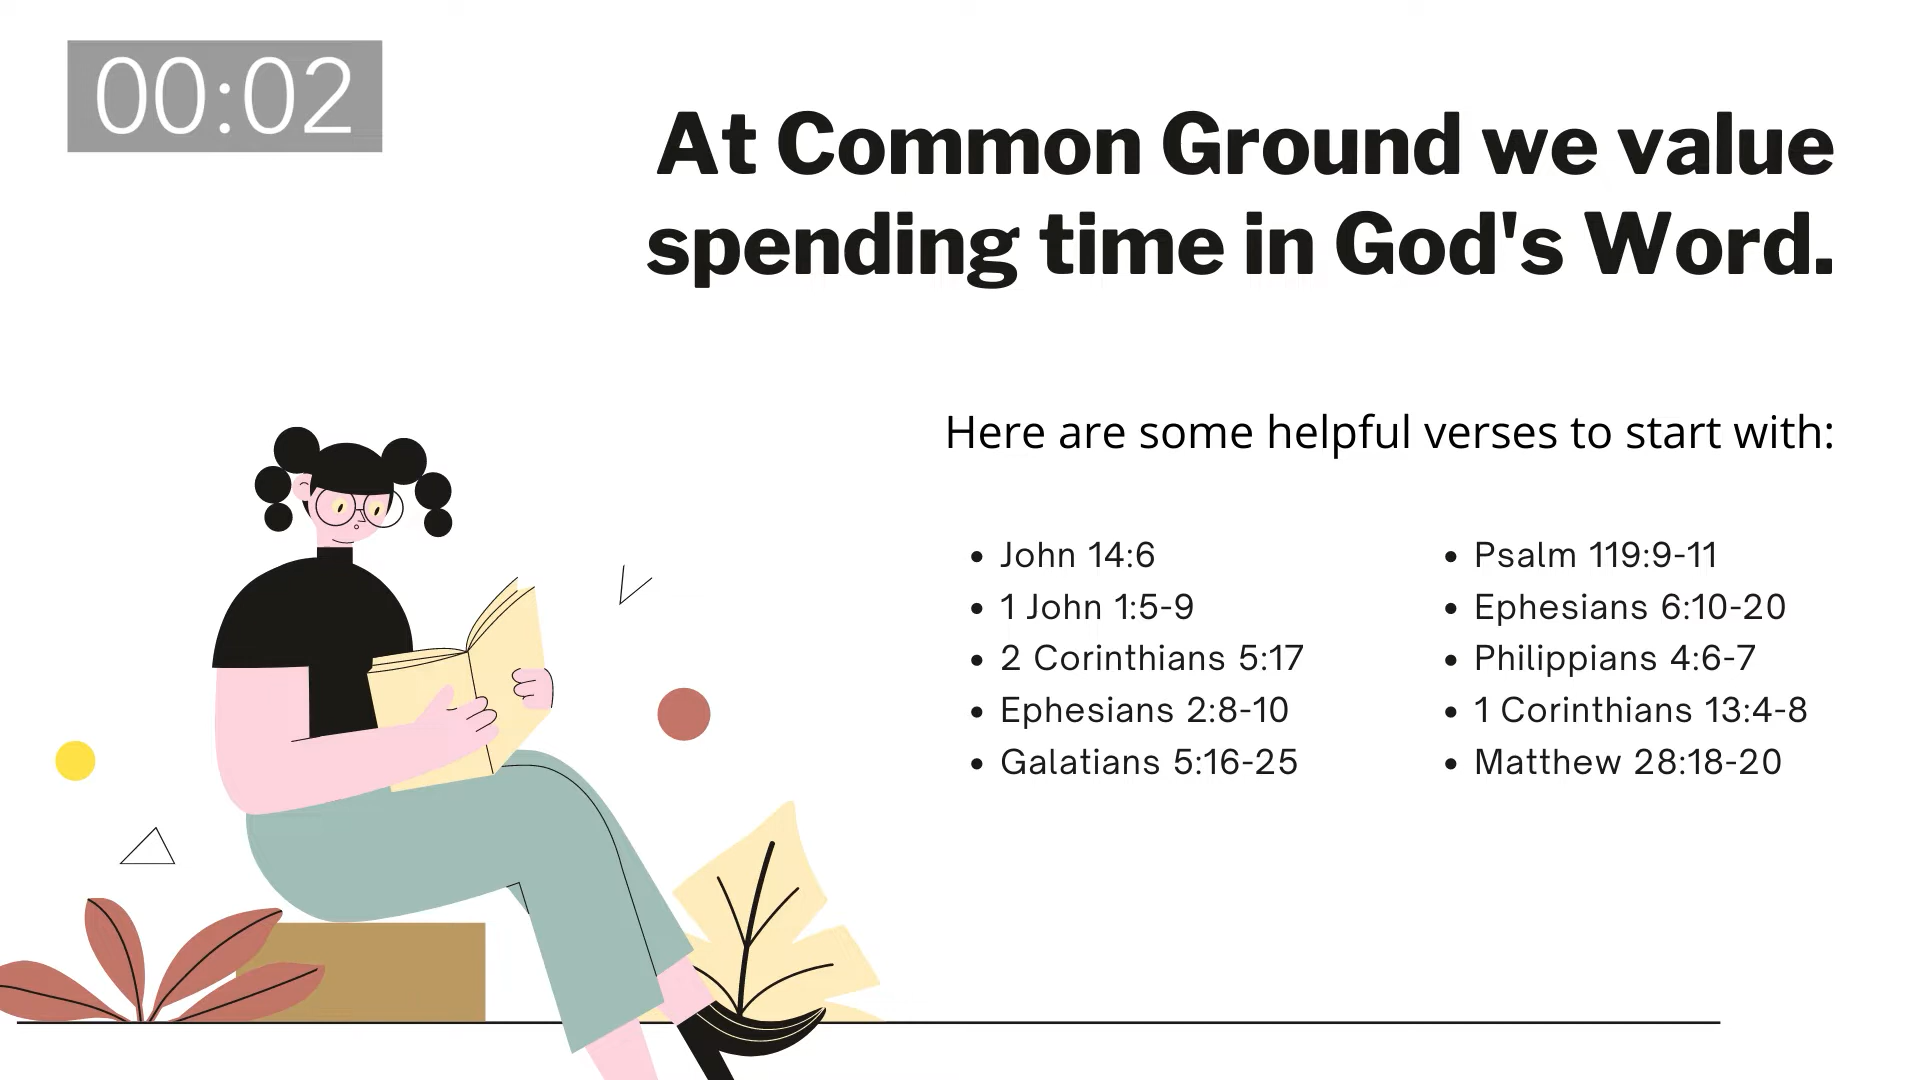 00:02
At Common Ground we value
spending time in God's Word.
Here are some helpful verses to start with:
• John 14:6
• 1 John 1:5-9
• 2 Corinthians 5:17
• Ephesians 2:8-10
• Galatians 5:16-25
• Psalm 119:9-11
• Ephesians 6:10-20
• Philippians 4:6-7
• 1 Corinthians 13:4-8
• Matthew 28:18-20